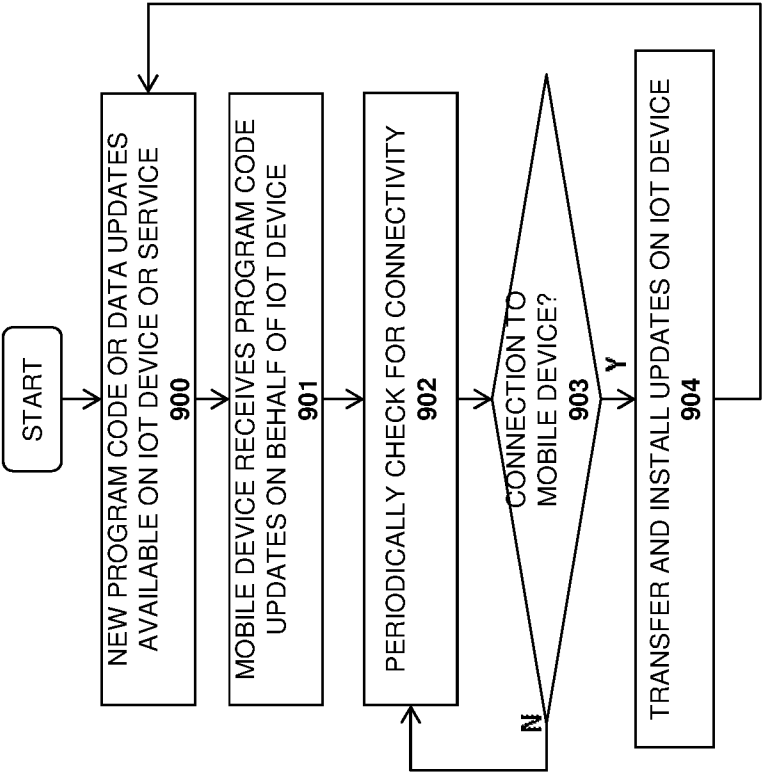 START
NEW PROGRAM CODE OR DATA UPDATES
AVAILABLE ON IOT DEVICE OR SERVICE
900
MOBILE DEVICE RECEIVES PROGRAM CODE
UPDATES ON BEHALF OF IOT DEVICE
901
PERIODICALLY CHECK FOR CONNECTIVITY
902
CONNECTION TO
MOBILE DEVICE?
903
N
Y
TRANSFER AND INSTALL UPDATES ON IOT DEVICE
904